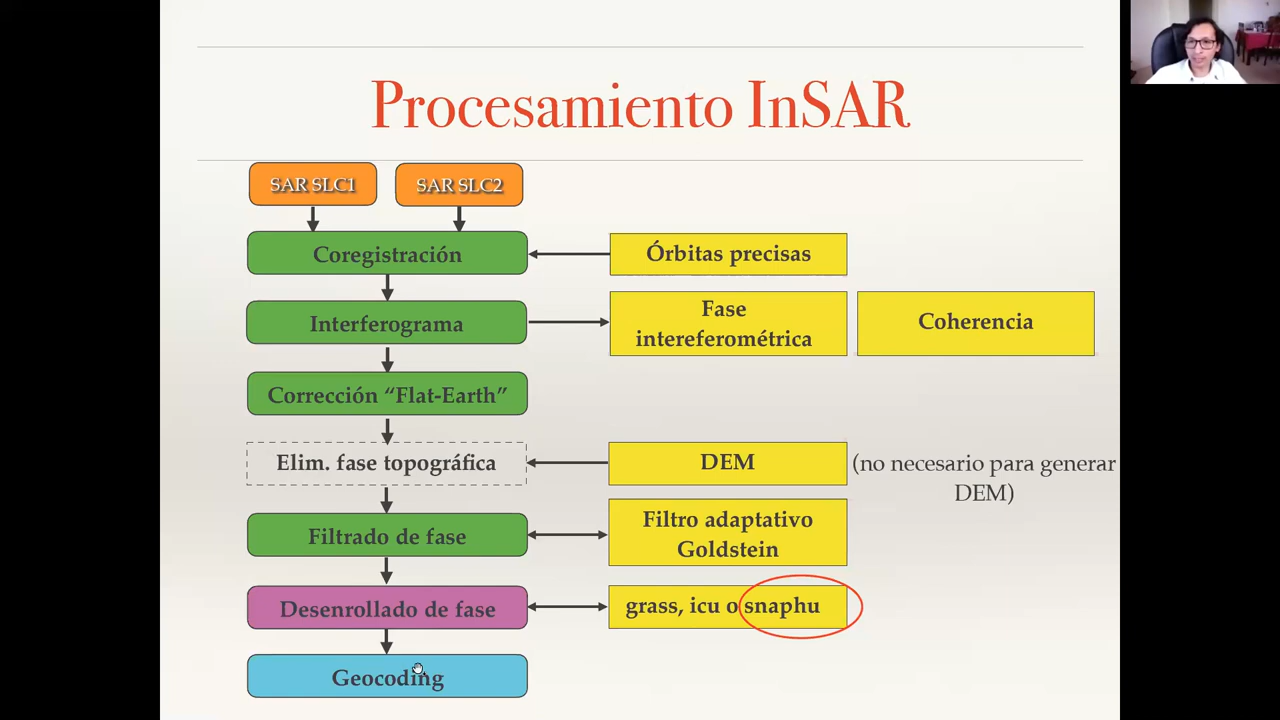 Procesamiento InSAR
SAR SLC1
SAR SLC2
Coregistración
Órbitas precisas
Interferograma
Fase
intereferométrica
Coherencia
Corrección “Flat-Earth”
Elim. fase topográfica
DEM
(no necesario para generar
DEM)
Filtrado de fase
Filtro adaptativo
Goldstein
Desenrollado de fase
grass, icu o snaphu
Geocoding